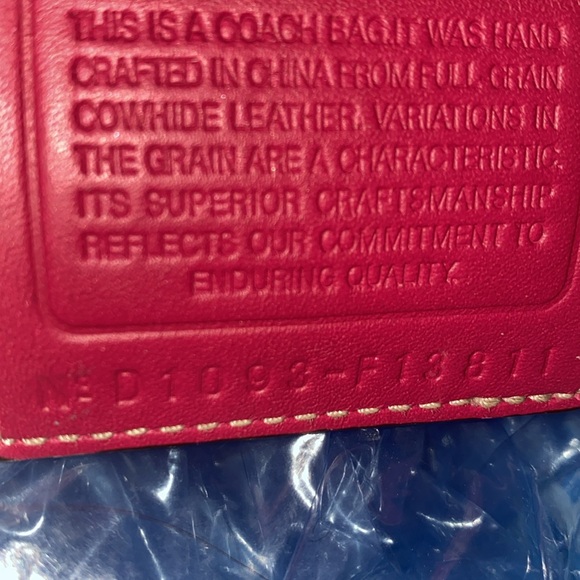 THIS IS A COACH BAG.IT WAS HAND
CRAFTED IN CHINA FROM FULL GRAIN
COWHIDE LEATHER. VARIATIONS IN
THE GRAIN ARE A CHARACTERISTIC.
ITS SUPERIOR CRAFTSMANSHIP
REFLECTS OUR COMMITMENT TO
ENDURING QUALITY.
Nº D1093-F13871